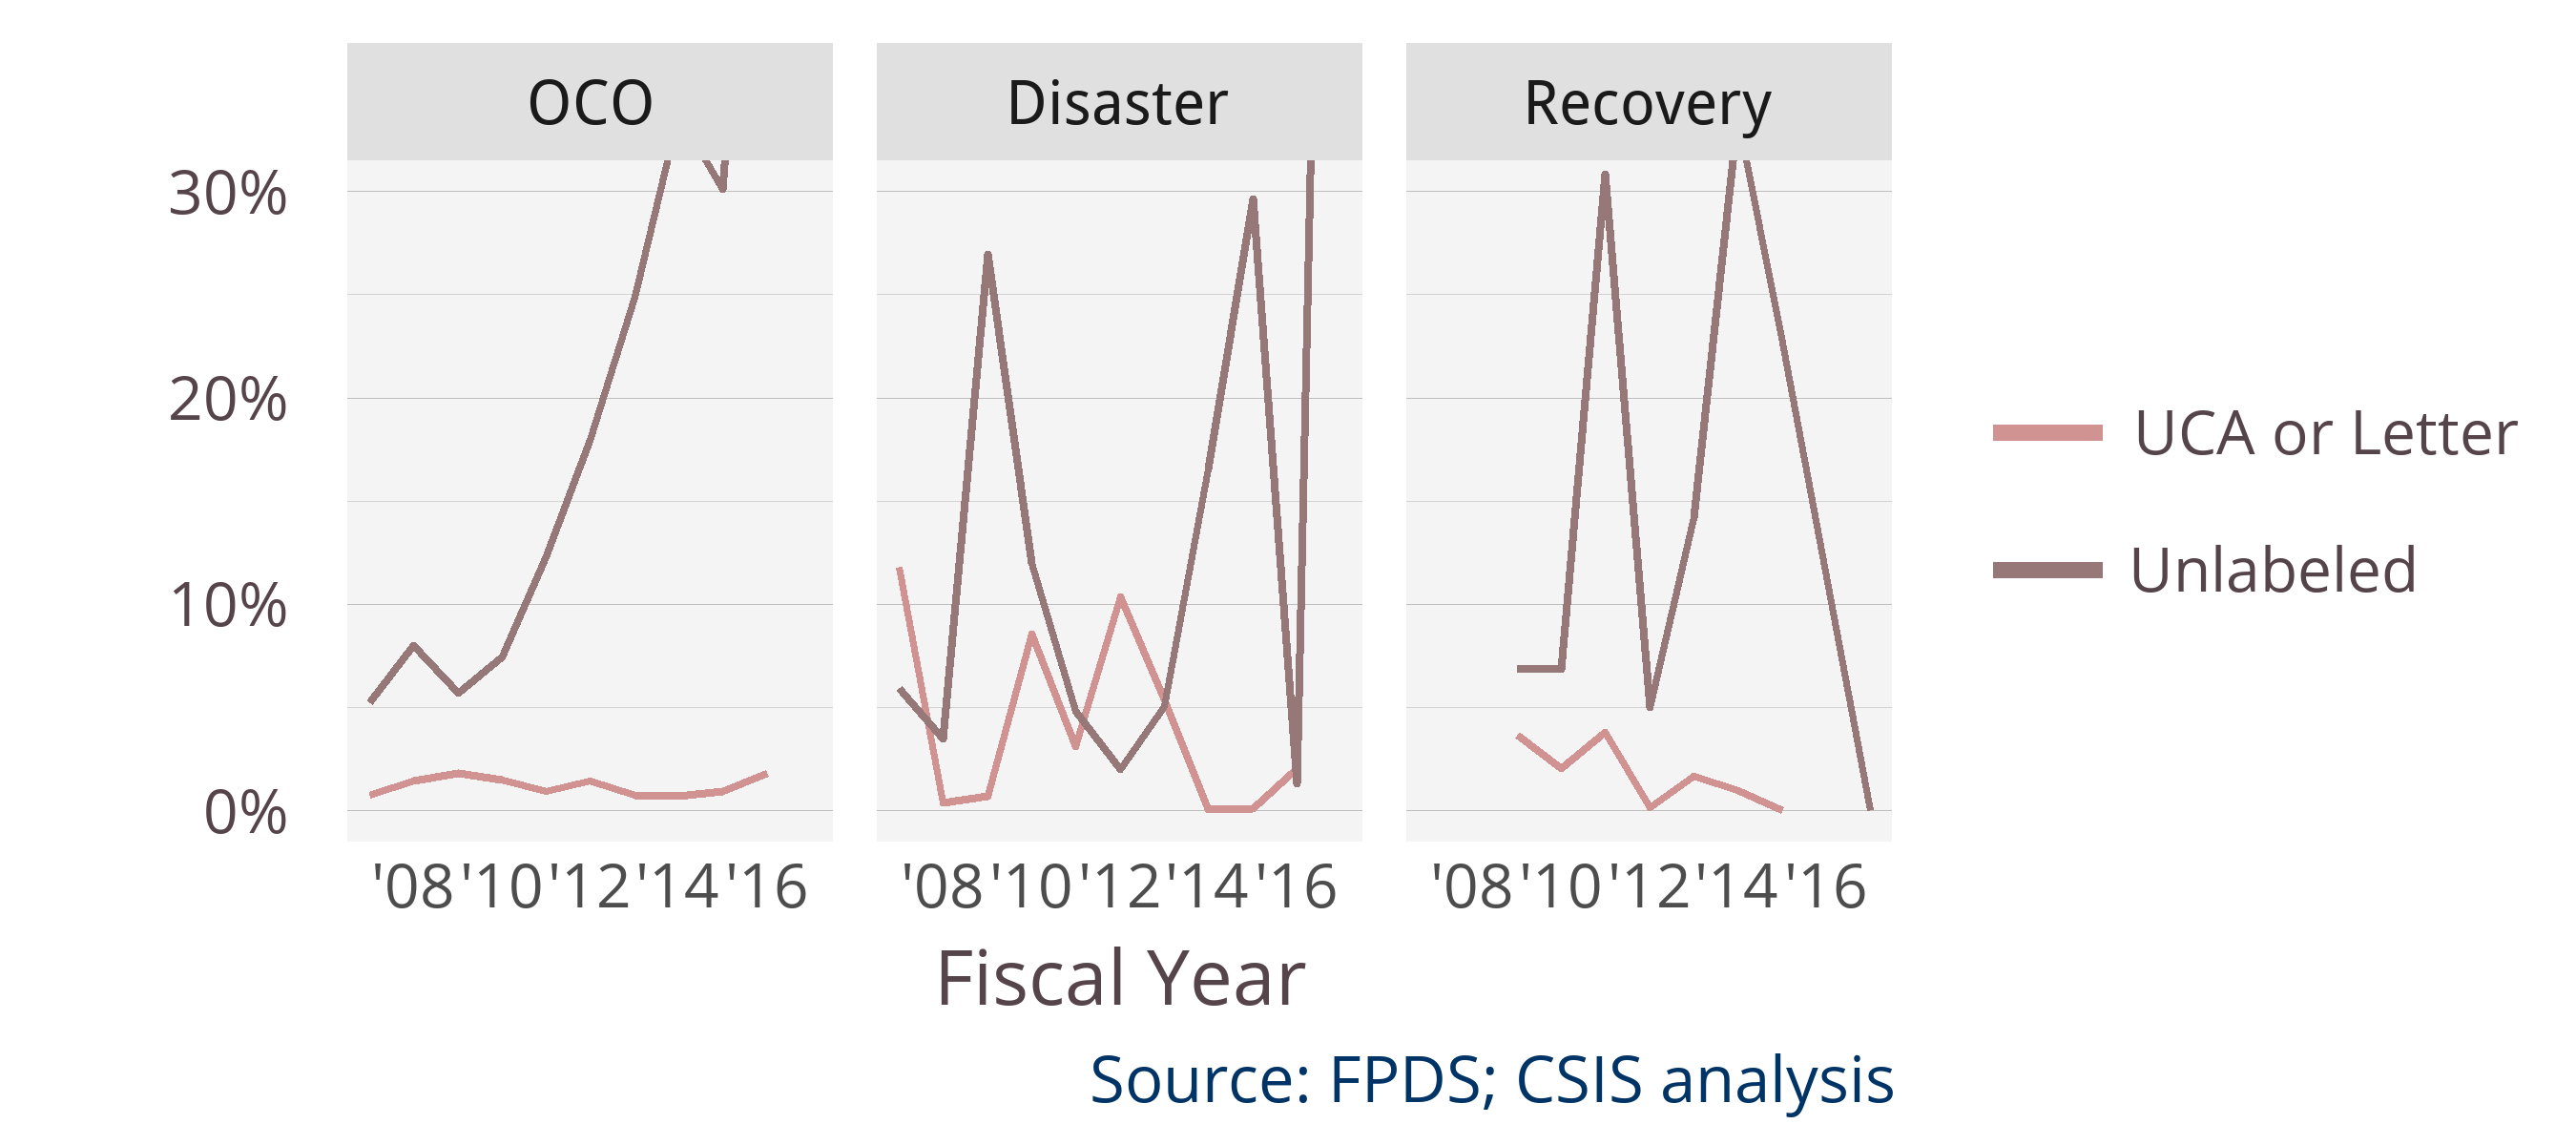 OCO Disaster Recovery
30%
20%
10%
0%
UCA or Letter
Unlabeled
'08 '10 '12 '14 '16 '08 '10 '12 '14 '16 '08 '10 '12 '14 '16
Fiscal Year
Source: FPDS; CSIS analysis